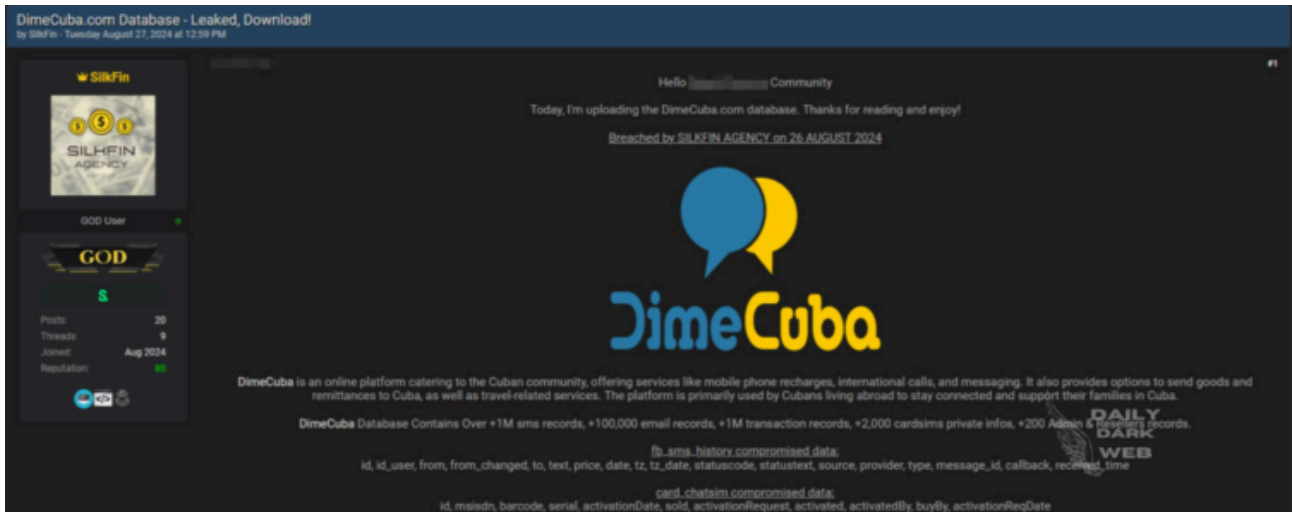 DimeCuba.com Database - Leaked, Download!
by SilkFin - Tuesday August 27, 2024 at 12:59 PM
SilkFin
$ $ $
SILHFIN
AGENCY
GOD User
GOD
Posts: 20
Threads: 9
Joined: Aug 2024
Reputation: 80
#1
Hello Community
Today, I'm uploading the DimeCuba.com database. Thanks for reading and enjoy!
Breached by SILKFIN AGENCY on 26 AUGUST 2024
DimeCuba
DimeCuba is an online platform catering to the Cuban community, offering services like mobile phone recharges, international calls, and messaging. It also provides options to send goods and
remittances to Cuba, as well as travel-related services. The platform is primarily used by Cubans living abroad to stay connected and support their families in Cuba.
DimeCuba Database Contains Over +1M sms records, +100,000 email records, +1M transaction records, +2,000 cardsims private infos, +200 Admin & Resellers records.
DAILY
DARK
WEB
fb_sms_history compromised data:
id, id_user, from, from_changed, to, text, price, date, tz, tz_date, statuscode, statustext, source, provider, type, message_id, callback, received_time
card_chatsim compromised data:
id, msisdn, barcode, serial, activationDate, sold, activationRequest, activated, activatedBy, buyBy, activationReqDate